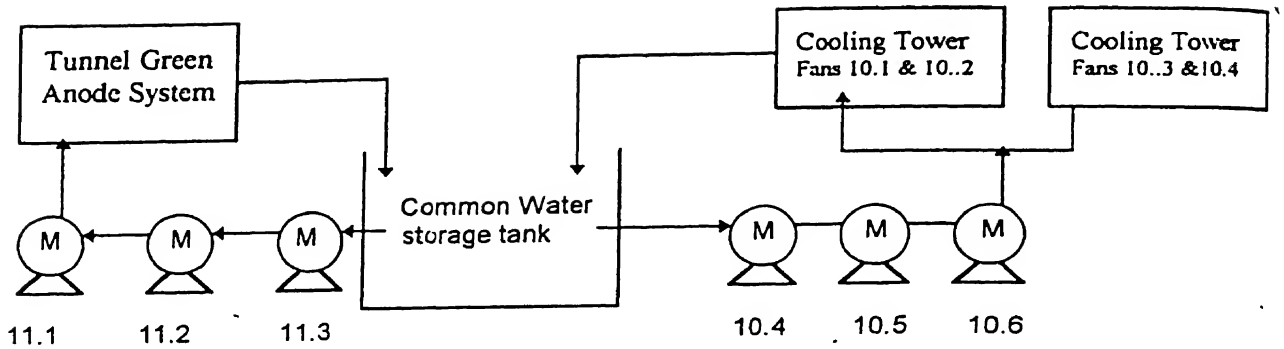 Tunnel Green
Anode System
Cooling Tower
Fans 10.1 & 10..2
Cooling Tower
Fans 10..3 &10.4
Common Water
storage tank
M
M
M
M
M
M
11.1
11.2
11.3
10.4
10.5
10.6